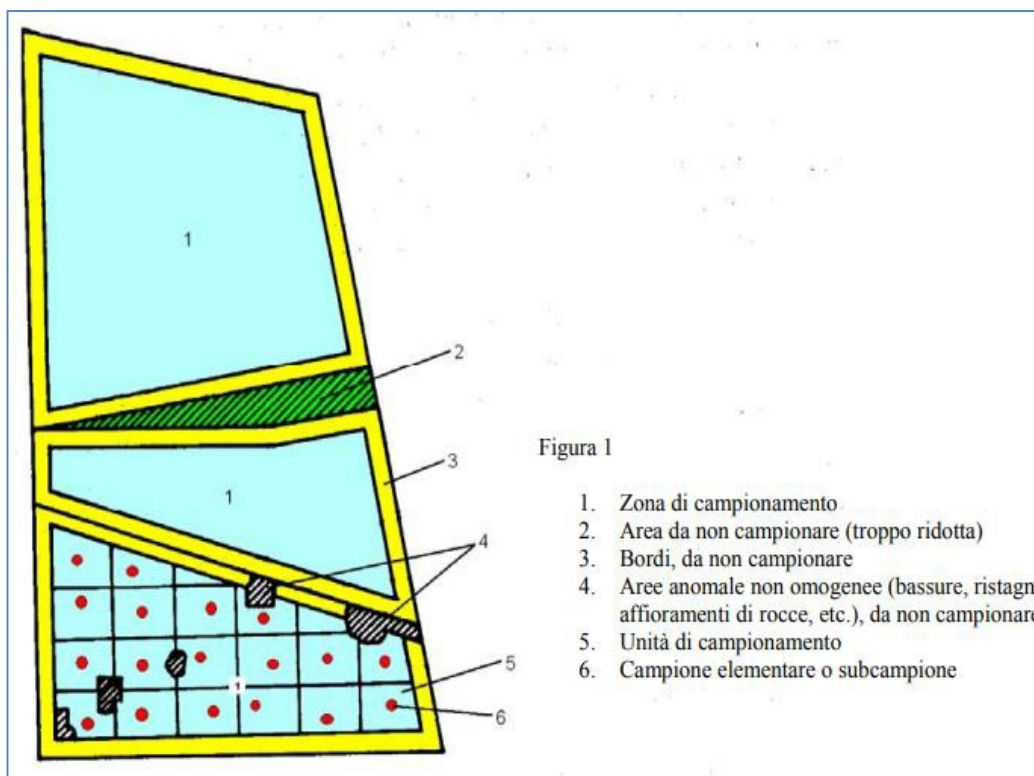 1
2
3
1
4
5
1
6
Figura 1
1. Zona di campionamento
2. Area da non campionare (troppo ridotta)
3. Bordi, da non campionare
4. Aree anomale non omogenee (bassure, ristagn
affioramenti di rocce, etc.), da non campionare
5. Unità di campionamento
6. Campione elementare o subcampione